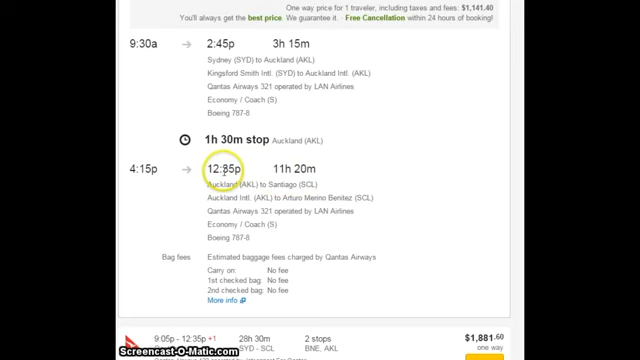 One way price for 1 traveler, including taxes and fees: $1,141.40
You'll always get the best price. We guarantee it. · Free Cancellation within 24 hours of booking!
9:30a → 2:45p 3h 15m
Sydney (SYD) to Auckland (AKL)
Kingsford Smith Intl. (SYD) to Auckland Intl. (AKL)
Qantas Airways 321 operated by LAN Airlines
Economy / Coach (S)
Boeing 787-8
1h 30m stop Auckland (AKL)
4:15p → 12:35p 11h 20m
Auckland (AKL) to Santiago (SCL)
Auckland Intl. (AKL) to Arturo Merino Benitez (SCL)
Qantas Airways 321 operated by LAN Airlines
Economy / Coach (S)
Boeing 787-8
Bag fees Estimated baggage fees charged by Qantas Airways
Carry on: No fee
1st checked bag: No fee
2nd checked bag: No fee
More info
9:05p - 12:35p +1 28h 30m 2 stops $1,881.60
SYD - SCL BNE, AKL one way
Screencast-O-Matic.com